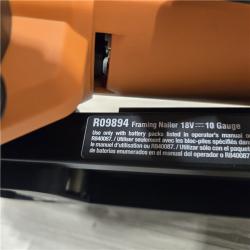 R09894 Framing Nailer 18V⎓10 Gauge
Use only with battery packs listed in operator's manual or
R840087. / Utiliser seulement avec les bloc-piles spécifiés dans
le manuel d'utilisation ou R840087. / Utilizar sólo con el paquete
de baterías enumerados en el manual del operador o R840087.